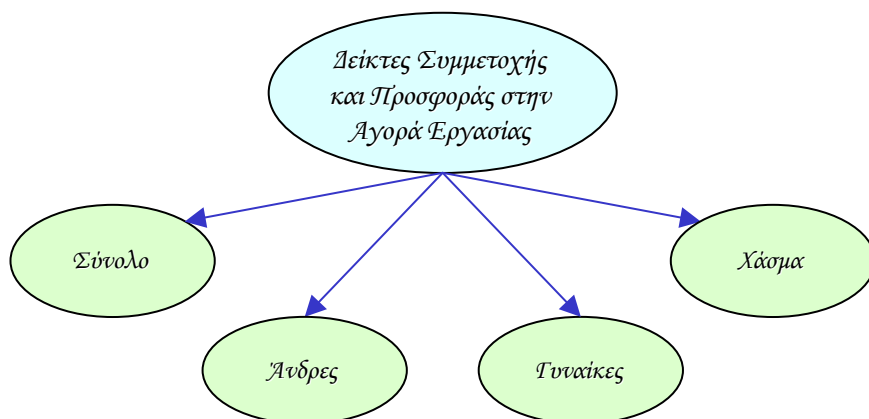 Δείκτες Συμμετοχής
και Προσφοράς στην
Αγορά Εργασίας
Σύνολο
Χάσμα
Άνδρες
Γυναίκες